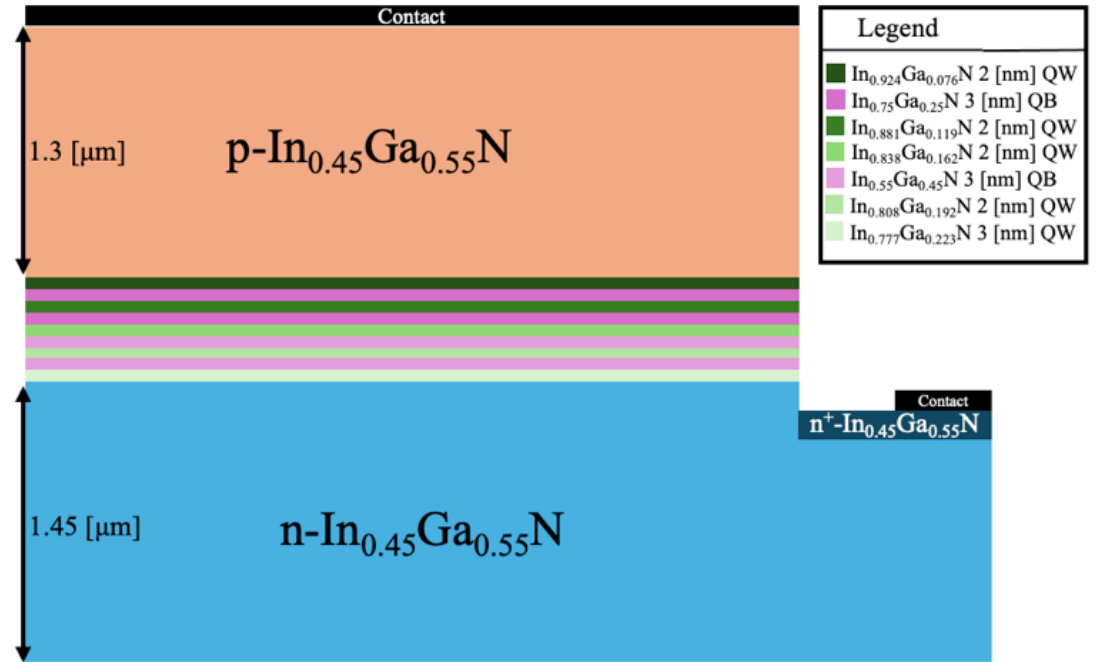 Contact
Legend
In₀.₉₂₄Ga₀.₀₇₆N 2 [nm] QW
In₀.₇₅Ga₀.₂₅N 3 [nm] QB
In₀.₈₈₁Ga₀.₁₁₉N 2 [nm] QW
In₀.₈₃₈Ga₀.₁₆₂N 2 [nm] QW
In₀.₅₅Ga₀.₄₅N 3 [nm] QB
In₀.₈₀₈Ga₀.₁₉₂N 2 [nm] QW
In₀.₇₇₇Ga₀.₂₂₃N 3 [nm] QW
1.3 [μm]
p-In₀.₄₅Ga₀.₅₅N
Contact
n⁺-In₀.₄₅Ga₀.₅₅N
1.45 [μm]
n-In₀.₄₅Ga₀.₅₅N